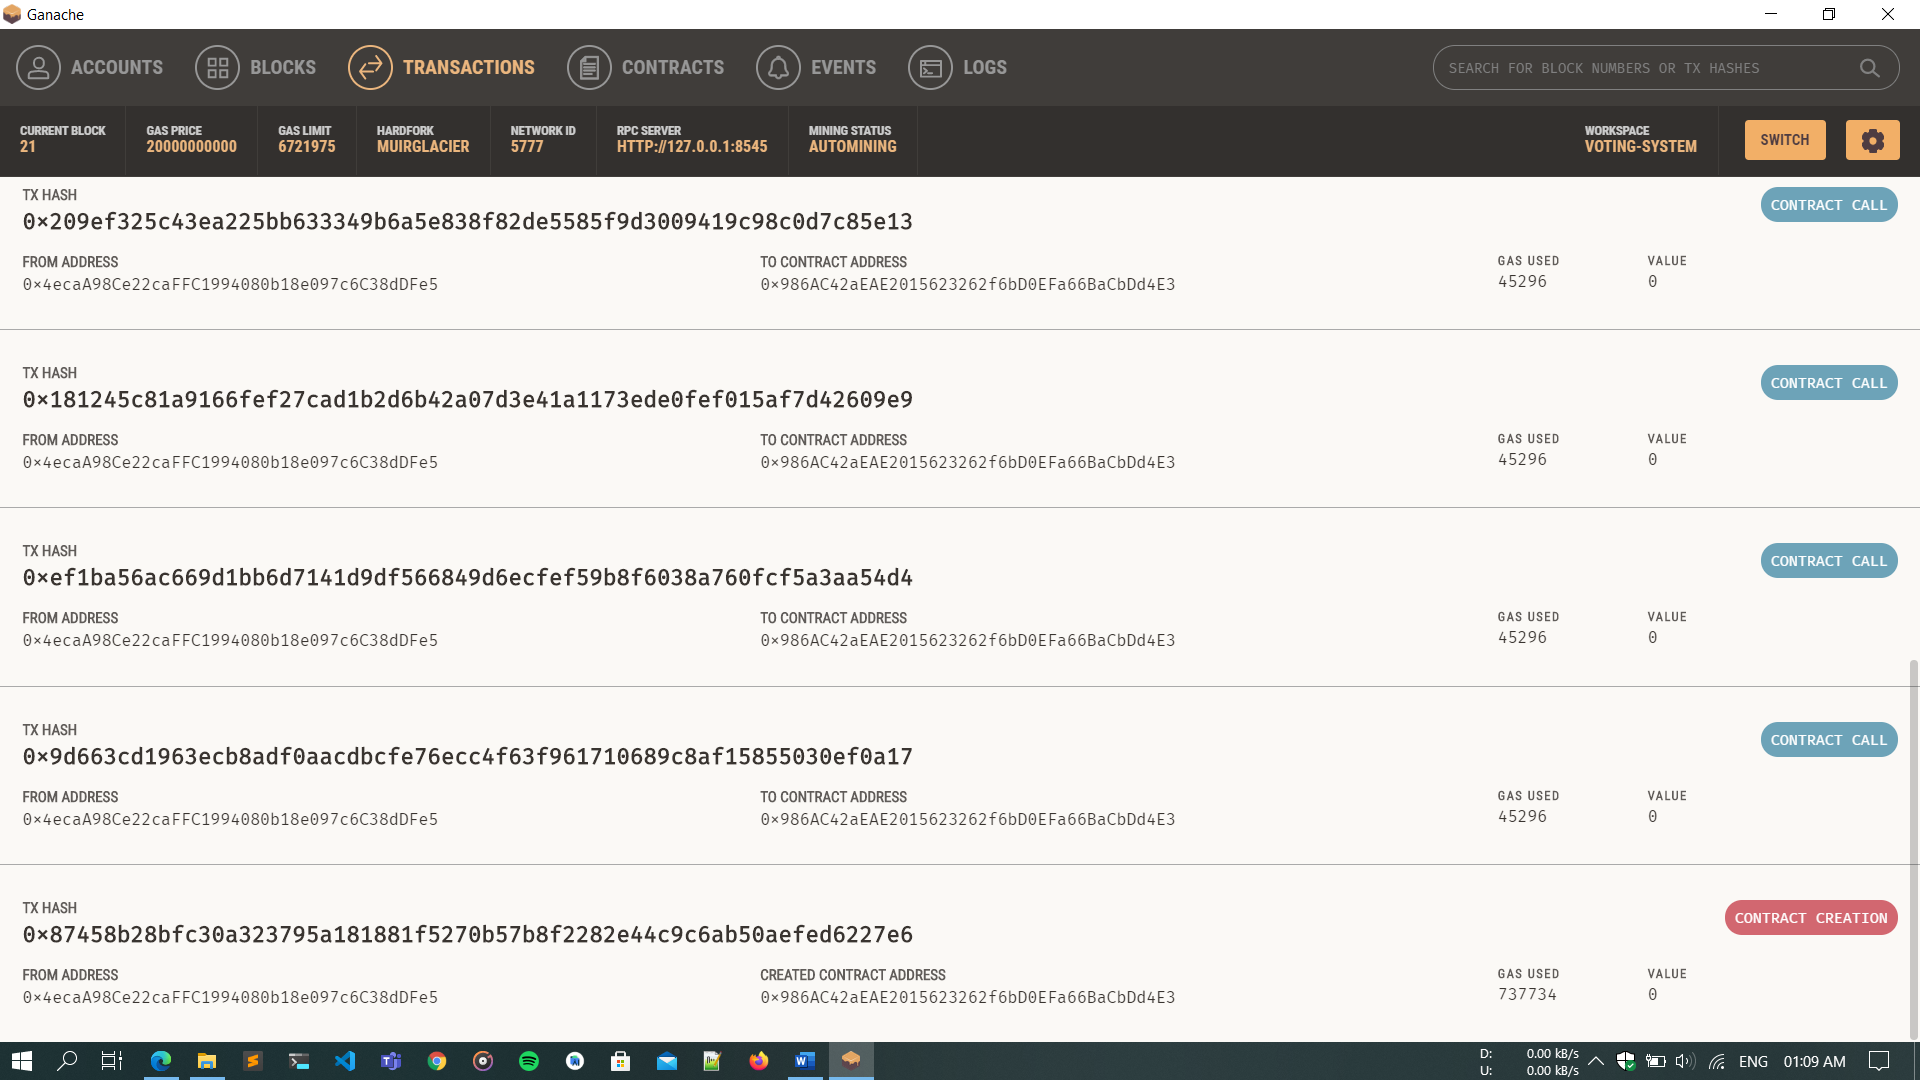 Ganache
ACCOUNTS BLOCKS TRANSACTIONS CONTRACTS EVENTS LOGS SEARCH FOR BLOCK NUMBERS OR TX HASHES
CURRENT BLOCK GAS PRICE GAS LIMIT HARDFORK NETWORK ID RPC SERVER MINING STATUS WORKSPACE
21 20000000000 6721975 MUIRGLACIER 5777 HTTP://127.0.0.1:8545 AUTOMINING VOTING-SYSTEM SWITCH
TX HASH
0×209ef325c43ea225bb633349b6a5e838f82de5585f9d3009419c98c0d7c85e13 CONTRACT CALL
FROM ADDRESS TO CONTRACT ADDRESS GAS USED VALUE
0×4ecaA98Ce22caFFC1994080b18e097c6C38dDFe5 0×986AC42aEAE2015623262f6bD0EFa66BaCbDd4E3 45296 0
TX HASH
0×181245c81a9166fef27cad1b2d6b42a07d3e41a1173ede0fef015af7d42609e9 CONTRACT CALL
FROM ADDRESS TO CONTRACT ADDRESS GAS USED VALUE
0×4ecaA98Ce22caFFC1994080b18e097c6C38dDFe5 0×986AC42aEAE2015623262f6bD0EFa66BaCbDd4E3 45296 0
TX HASH
0×ef1ba56ac669d1bb6d7141d9df566849d6ecfef59b8f6038a760fcf5a3aa54d4 CONTRACT CALL
FROM ADDRESS TO CONTRACT ADDRESS GAS USED VALUE
0×4ecaA98Ce22caFFC1994080b18e097c6C38dDFe5 0×986AC42aEAE2015623262f6bD0EFa66BaCbDd4E3 45296 0
TX HASH
0×9d663cd1963ecb8adf0aacdbcfe76ecc4f63f961710689c8af15855030ef0a17 CONTRACT CALL
FROM ADDRESS TO CONTRACT ADDRESS GAS USED VALUE
0×4ecaA98Ce22caFFC1994080b18e097c6C38dDFe5 0×986AC42aEAE2015623262f6bD0EFa66BaCbDd4E3 45296 0
TX HASH
0×87458b28bfc30a323795a181881f5270b57b8f2282e44c9c6ab50aefed6227e6 CONTRACT CREATION
FROM ADDRESS CREATED CONTRACT ADDRESS GAS USED VALUE
0×4ecaA98Ce22caFFC1994080b18e097c6C38dDFe5 0×986AC42aEAE2015623262f6bD0EFa66BaCbDd4E3 737734 0
D: 0.00 kB/s
U: 0.00 kB/s
ENG 01:09 AM